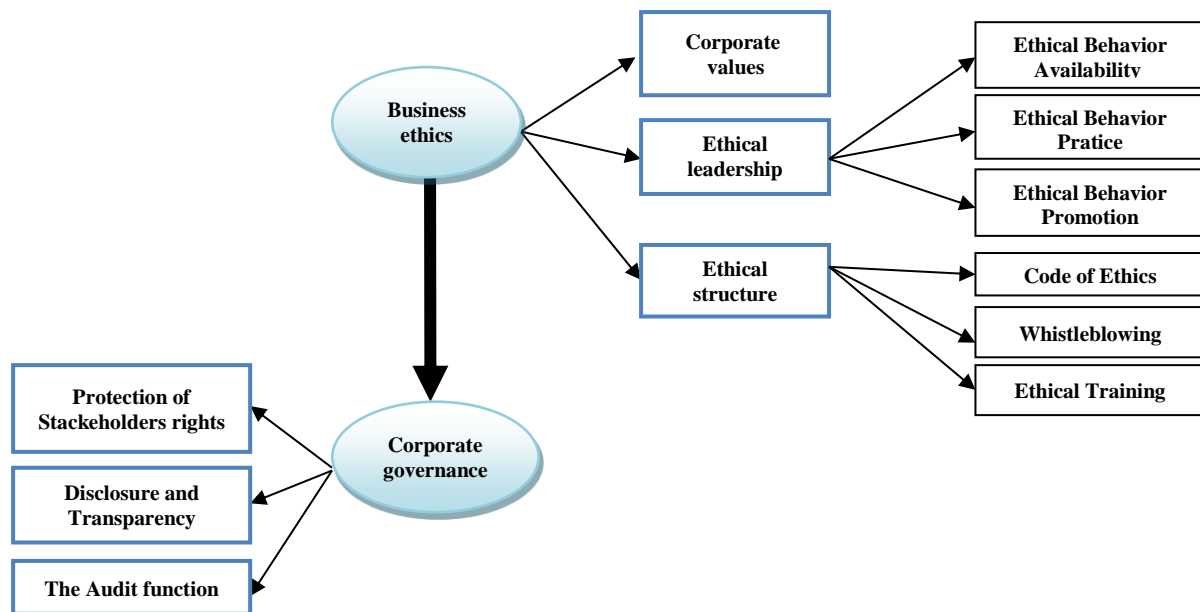 Corporate
values
Ethical Behavior
Availability
Business
ethics
Ethical
leadership
Ethical Behavior
Pratice
Ethical Behavior
Promotion
Ethical
structure
Code of Ethics
Whistleblowing
Ethical Training
Protection of
Stackeholders rights
Corporate
governance
Disclosure and
Transparency
The Audit function